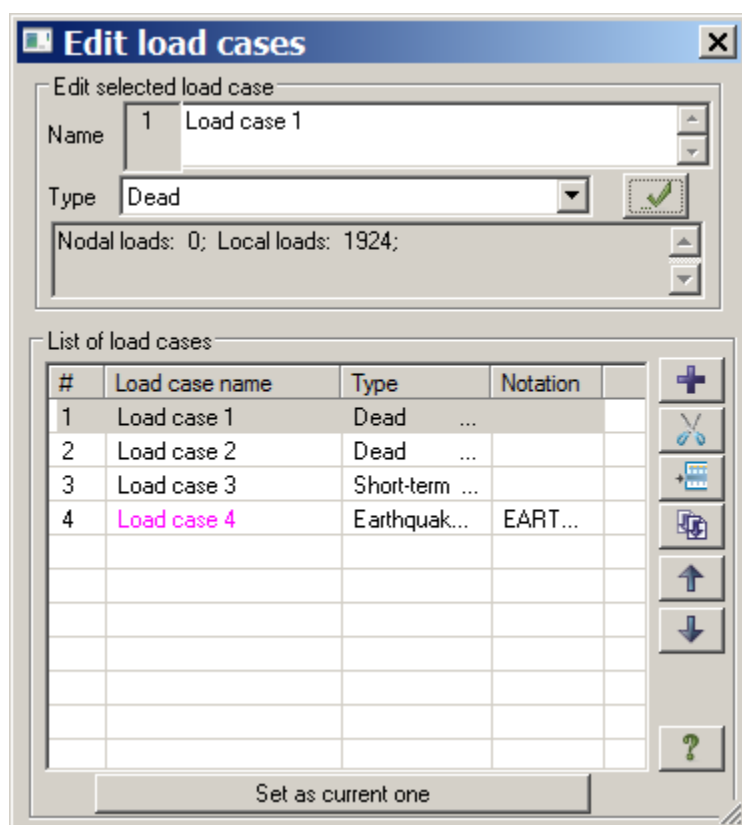 Edit load cases
Edit selected load case
Name 1 Load case 1
Type Dead
Nodal loads: 0; Local loads: 1924;
List of load cases
# Load case name Type Notation
1 Load case 1 Dead ...
2 Load case 2 Dead ...
3 Load case 3 Short-term ...
4 Load case 4 Earthquak... EART...
?
Set as current one